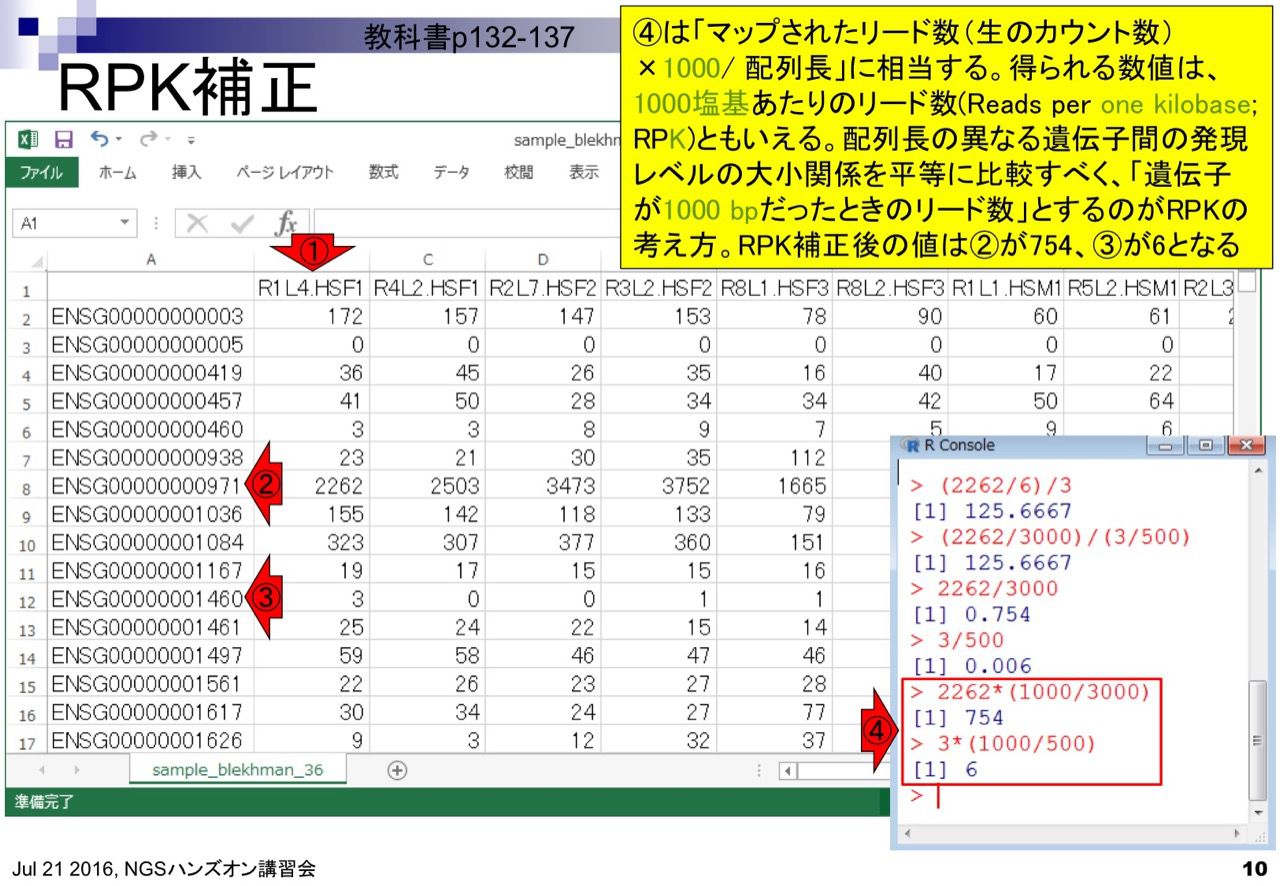 教科書p132-137
RPK補正
④は「マップされたリード数（生のカウント数）
×1000/ 配列長」に相当する。得られる数値は、
1000塩基あたりのリード数(Reads per one kilobase;
RPK)ともいえる。配列長の異なる遺伝子間の発現
レベルの大小関係を平等に比較すべく、「遺伝子
が1000 bpだったときのリード数」とするのがRPKの
考え方。RPK補正後の値は②が754、③が6となる
sample_blekhm
ファイル ホーム 挿入 ページ レイアウト 数式 データ 校閲 表示
A1 fx
①
A C D
1 R1L4.HSF1 R4L2.HSF1 R2L7.HSF2 R3L2.HSF2 R8L1.HSF3 R8L2.HSF3 R1L1.HSM1 R5L2.HSM1 R2L3
2 ENSG00000000003 172 157 147 153 78 90 60 61
3 ENSG00000000005 0 0 0 0 0 0 0 0
4 ENSG00000000419 36 45 26 35 16 40 17 22
5 ENSG00000000457 41 50 28 34 34 42 50 64
6 ENSG00000000460 3 3 8 9 7 5 9 6
7 ENSG00000000938 23 21 30 35 112
8 ENSG00000000971 ② 2262 2503 3473 3752 1665
9 ENSG00000001036 155 142 118 133 79
10 ENSG00000001084 323 307 377 360 151
11 ENSG00000001167 19 17 15 15 16
12 ENSG00000001460 ③ 3 0 0 1 1
13 ENSG00000001461 25 24 22 15 14
14 ENSG00000001497 59 58 46 47 46
15 ENSG00000001561 22 26 23 27 28
16 ENSG00000001617 30 34 24 27 77
17 ENSG00000001626 9 3 12 32 37
sample_blekhman_36
準備完了
R Console
> (2262/6)/3
[1] 125.6667
> (2262/3000)/(3/500)
[1] 125.6667
> 2262/3000
[1] 0.754
> 3/500
[1] 0.006
> 2262*(1000/3000)
[1] 754
④
> 3*(1000/500)
[1] 6
>
Jul 21 2016, NGSハンズオン講習会
10